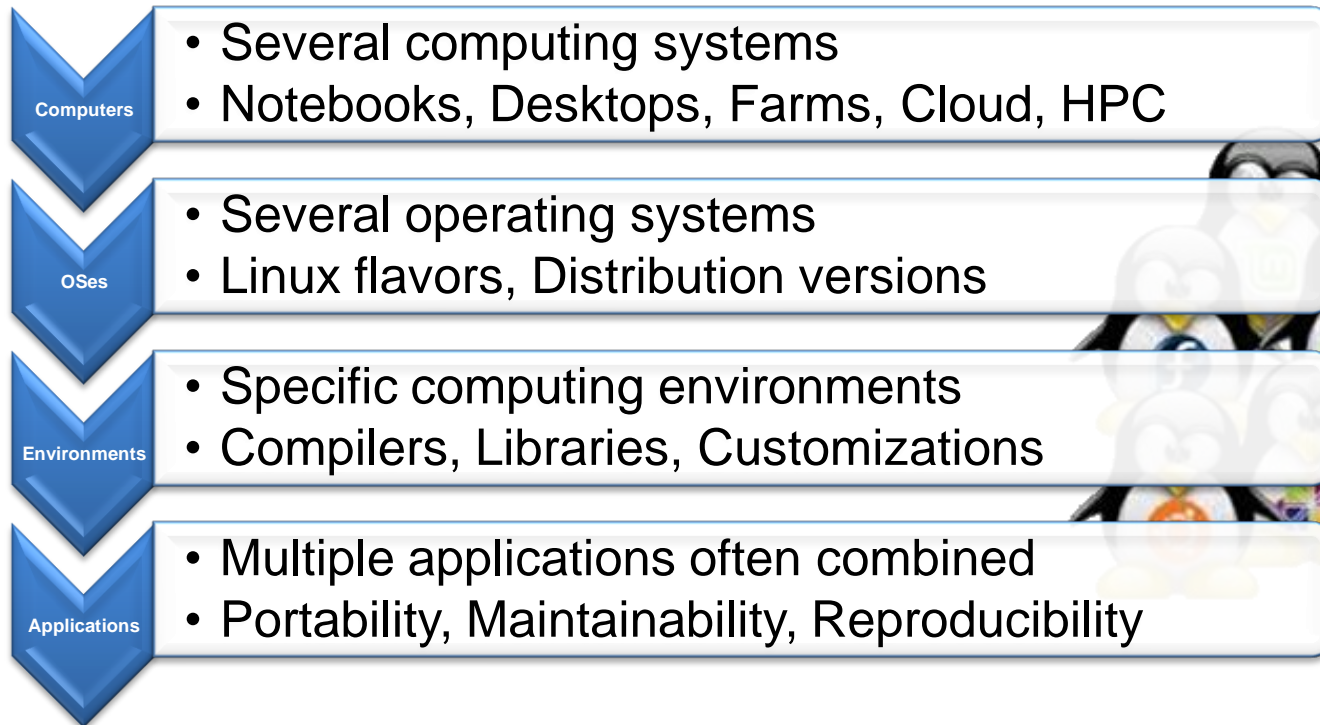 Computers
• Several computing systems
• Notebooks, Desktops, Farms, Cloud, HPC
OSes
• Several operating systems
• Linux flavors, Distribution versions
Environments
• Specific computing environments
• Compilers, Libraries, Customizations
Applications
• Multiple applications often combined
• Portability, Maintainability, Reproducibility